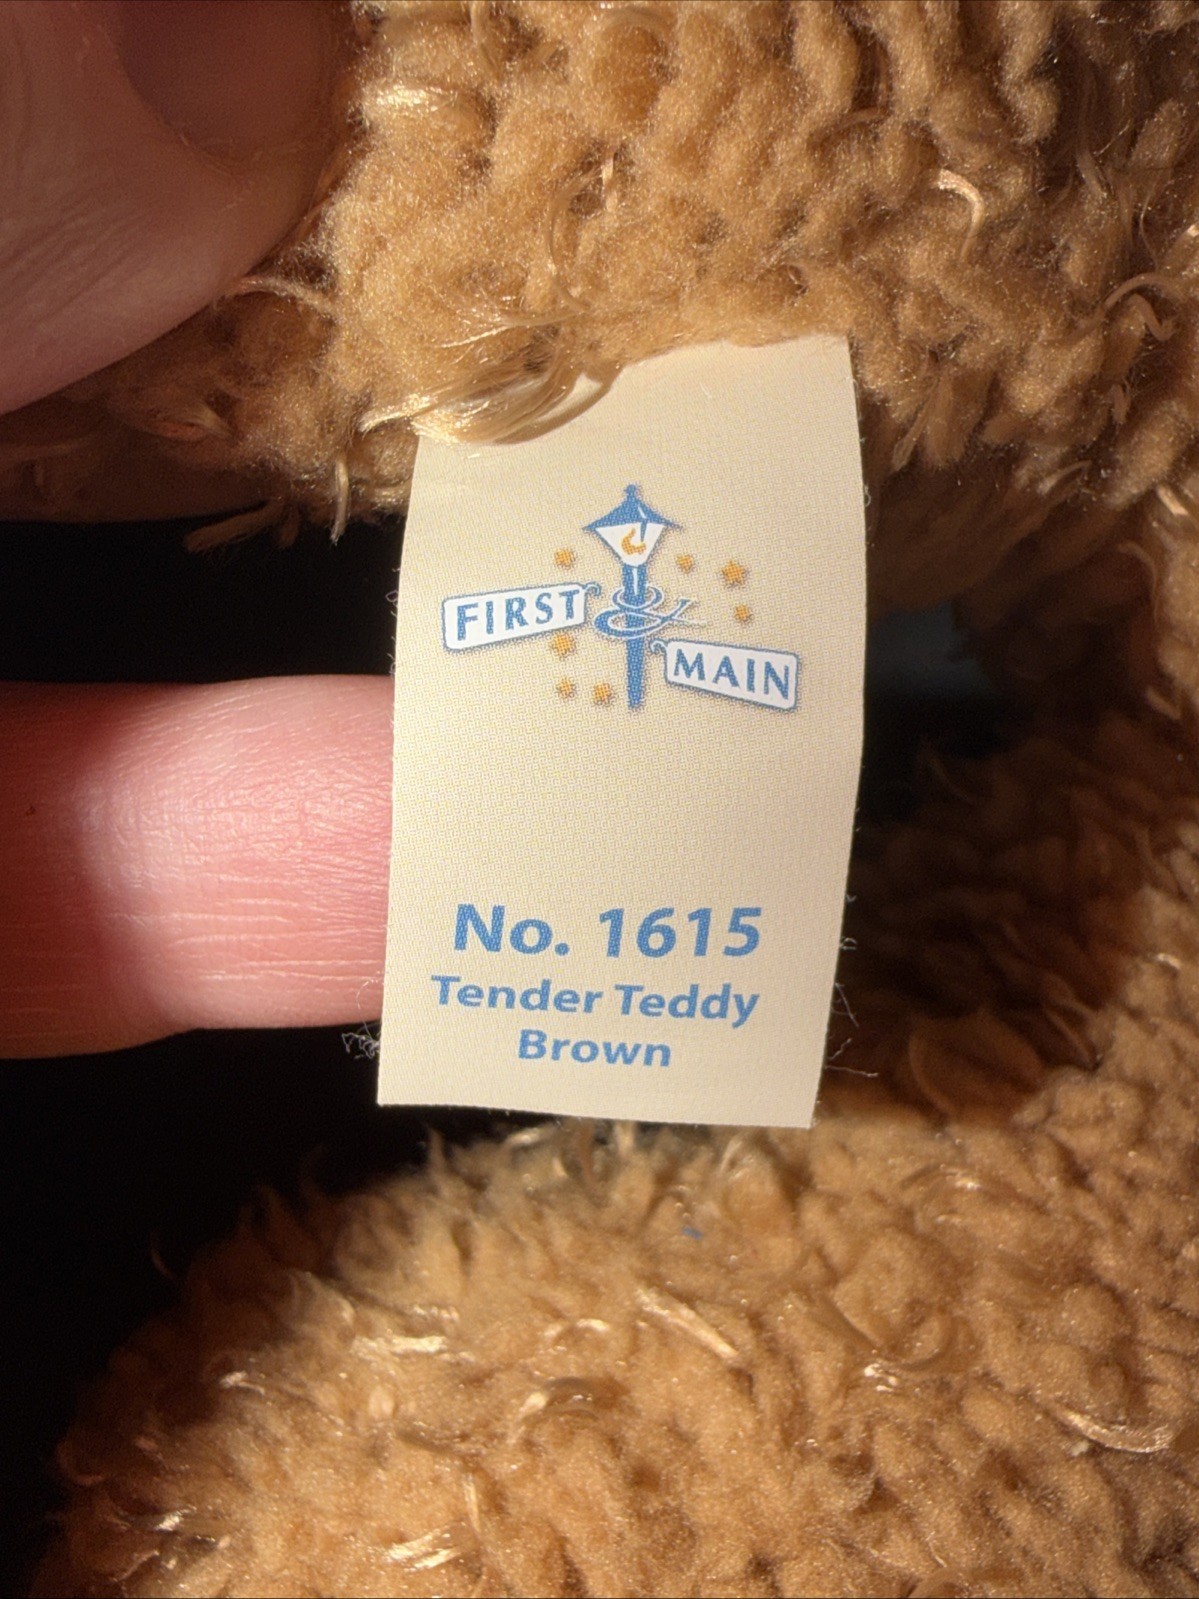 FIRST & MAIN
No. 1615
Tender Teddy
Brown